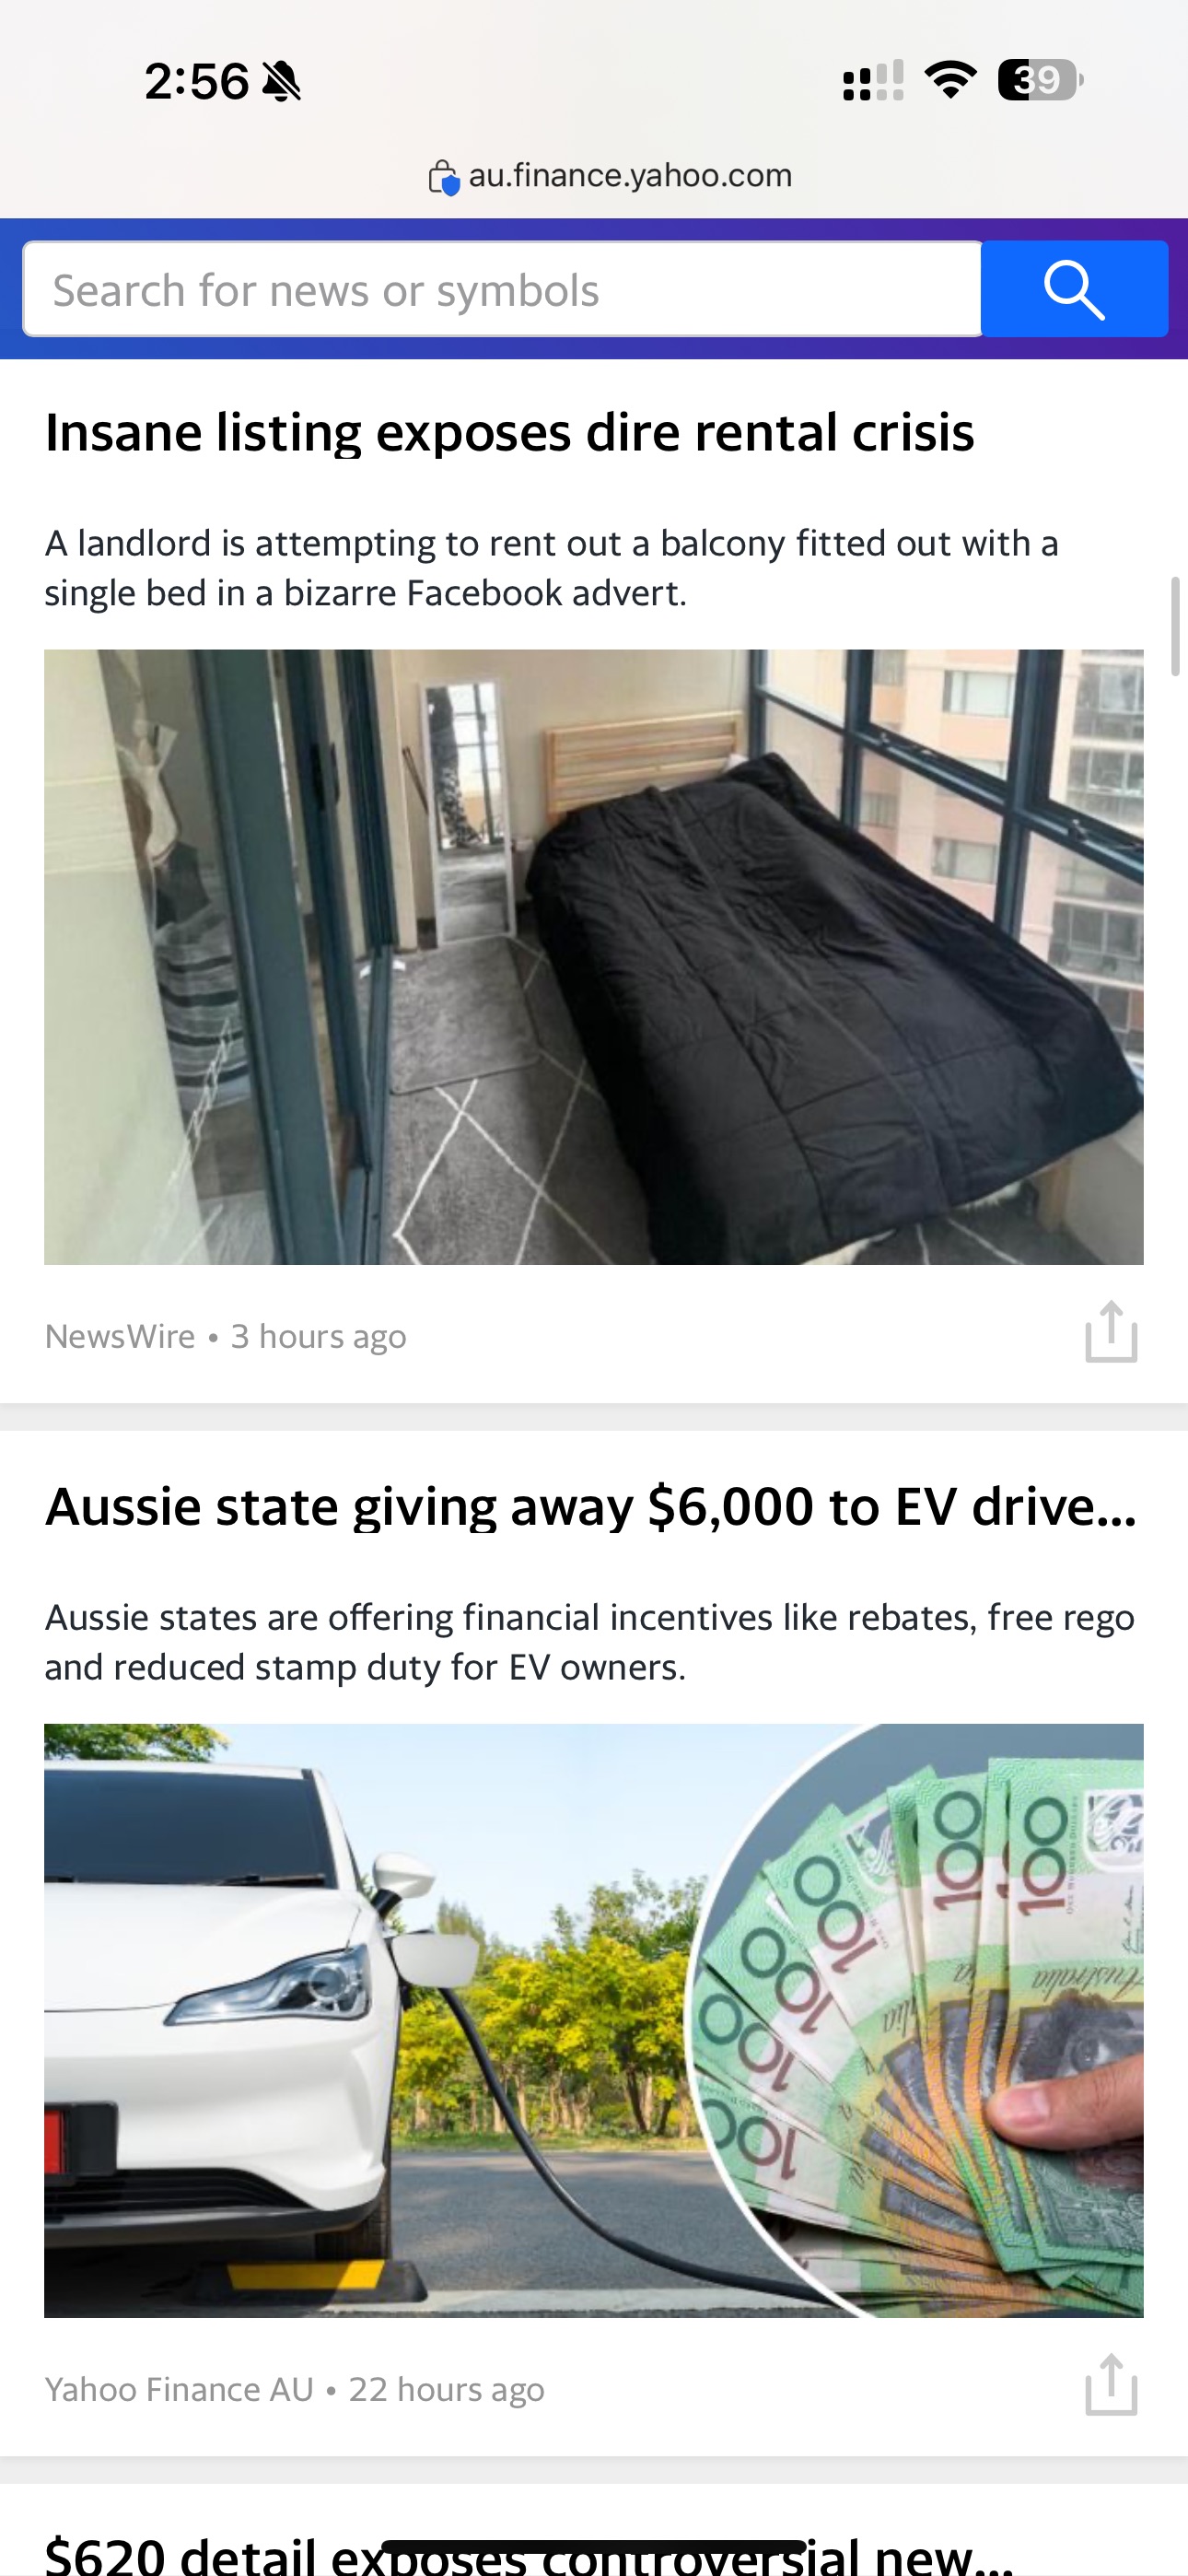 2:56
39
au.finance.yahoo.com
Search for news or symbols
Insane listing exposes dire rental crisis
A landlord is attempting to rent out a balcony fitted out with a
single bed in a bizarre Facebook advert.
NewsWire • 3 hours ago
Aussie state giving away $6,000 to EV drive...
Aussie states are offering financial incentives like rebates, free rego
and reduced stamp duty for EV owners.
100
100
100
100
100
100
Australia
Yahoo Finance AU • 22 hours ago
$620 detail exposes controversial new...